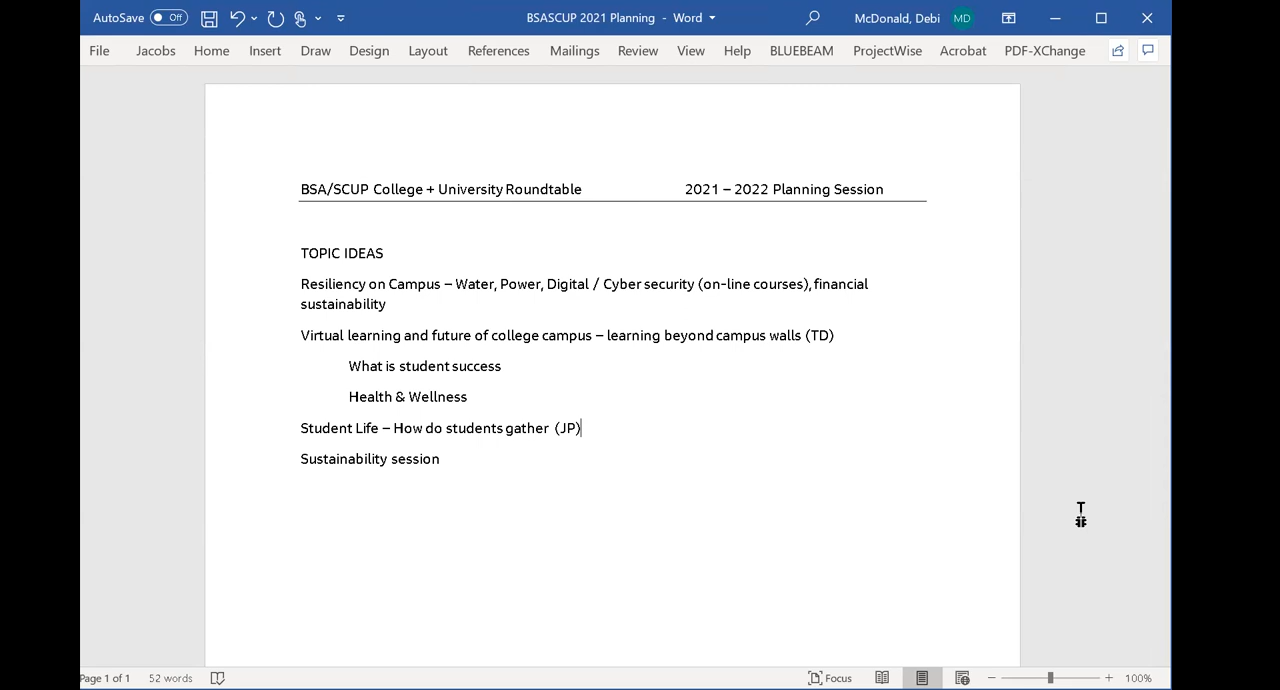 AutoSave Off BSASCUP 2021 Planning - Word McDonald, Debi MD
File Jacobs Home Insert Draw Design Layout References Mailings Review View Help BLUEBEAM ProjectWise Acrobat PDF-XChange
BSA/SCUP College + University Roundtable 2021 – 2022 Planning Session
TOPIC IDEAS
Resiliency on Campus – Water, Power, Digital / Cyber security (on-line courses), financial
sustainability
Virtual learning and future of college campus – learning beyond campus walls (TD)
What is student success
Health & Wellness
Student Life – How do students gather (JP)
Sustainability session
Page 1 of 1 52 words Focus 100%